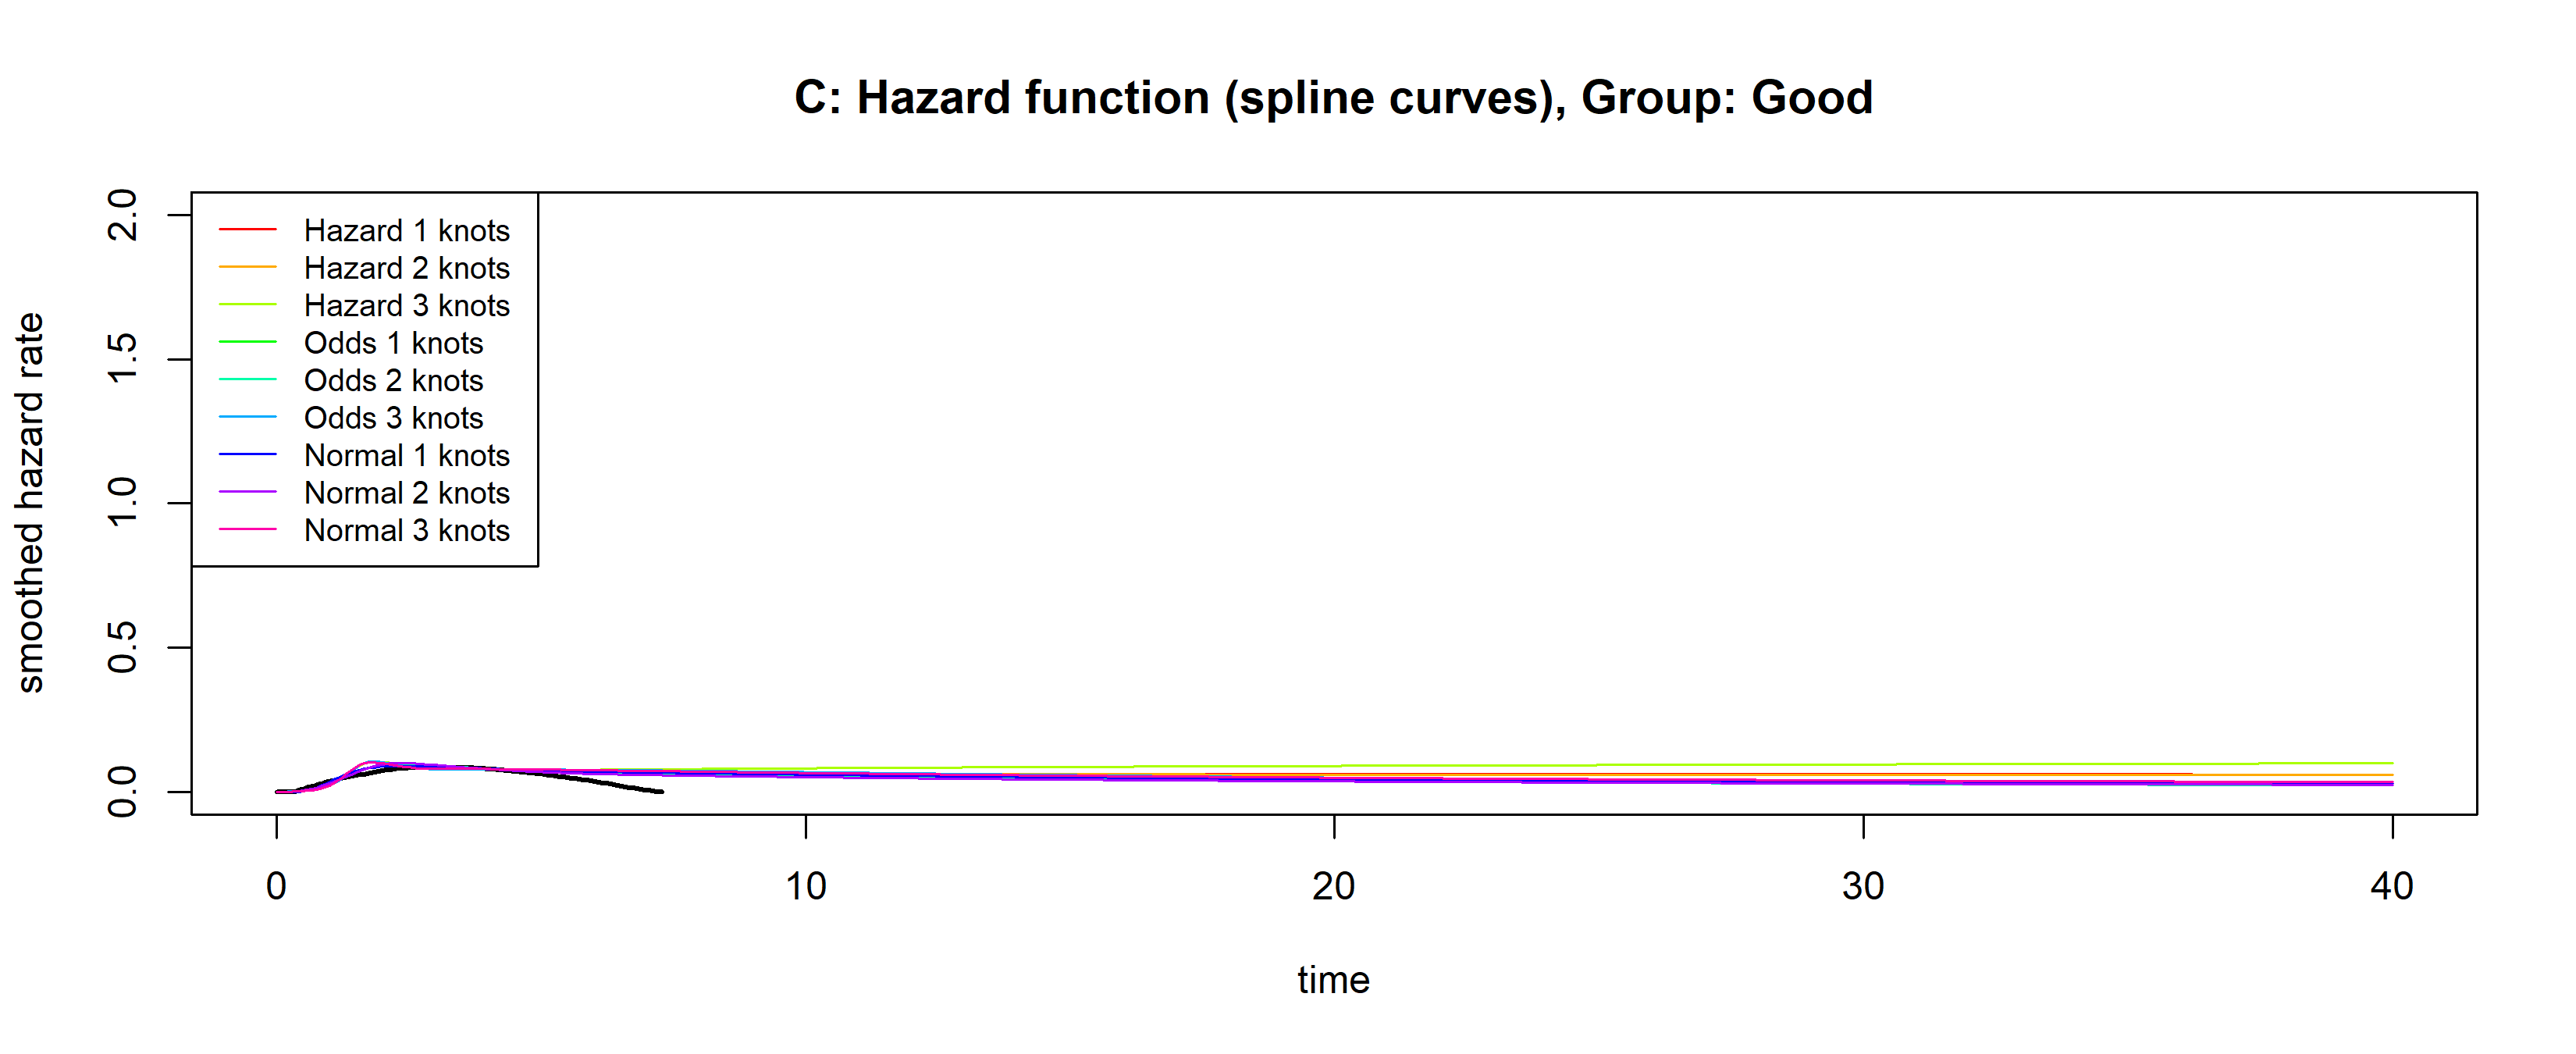 C: Hazard function (spline curves), Group: Good
smoothed hazard rate
2.0
1.5
1.0
0.5
0.0
Hazard 1 knots
Hazard 2 knots
Hazard 3 knots
Odds 1 knots
Odds 2 knots
Odds 3 knots
Normal 1 knots
Normal 2 knots
Normal 3 knots
0
10
20
30
40
time